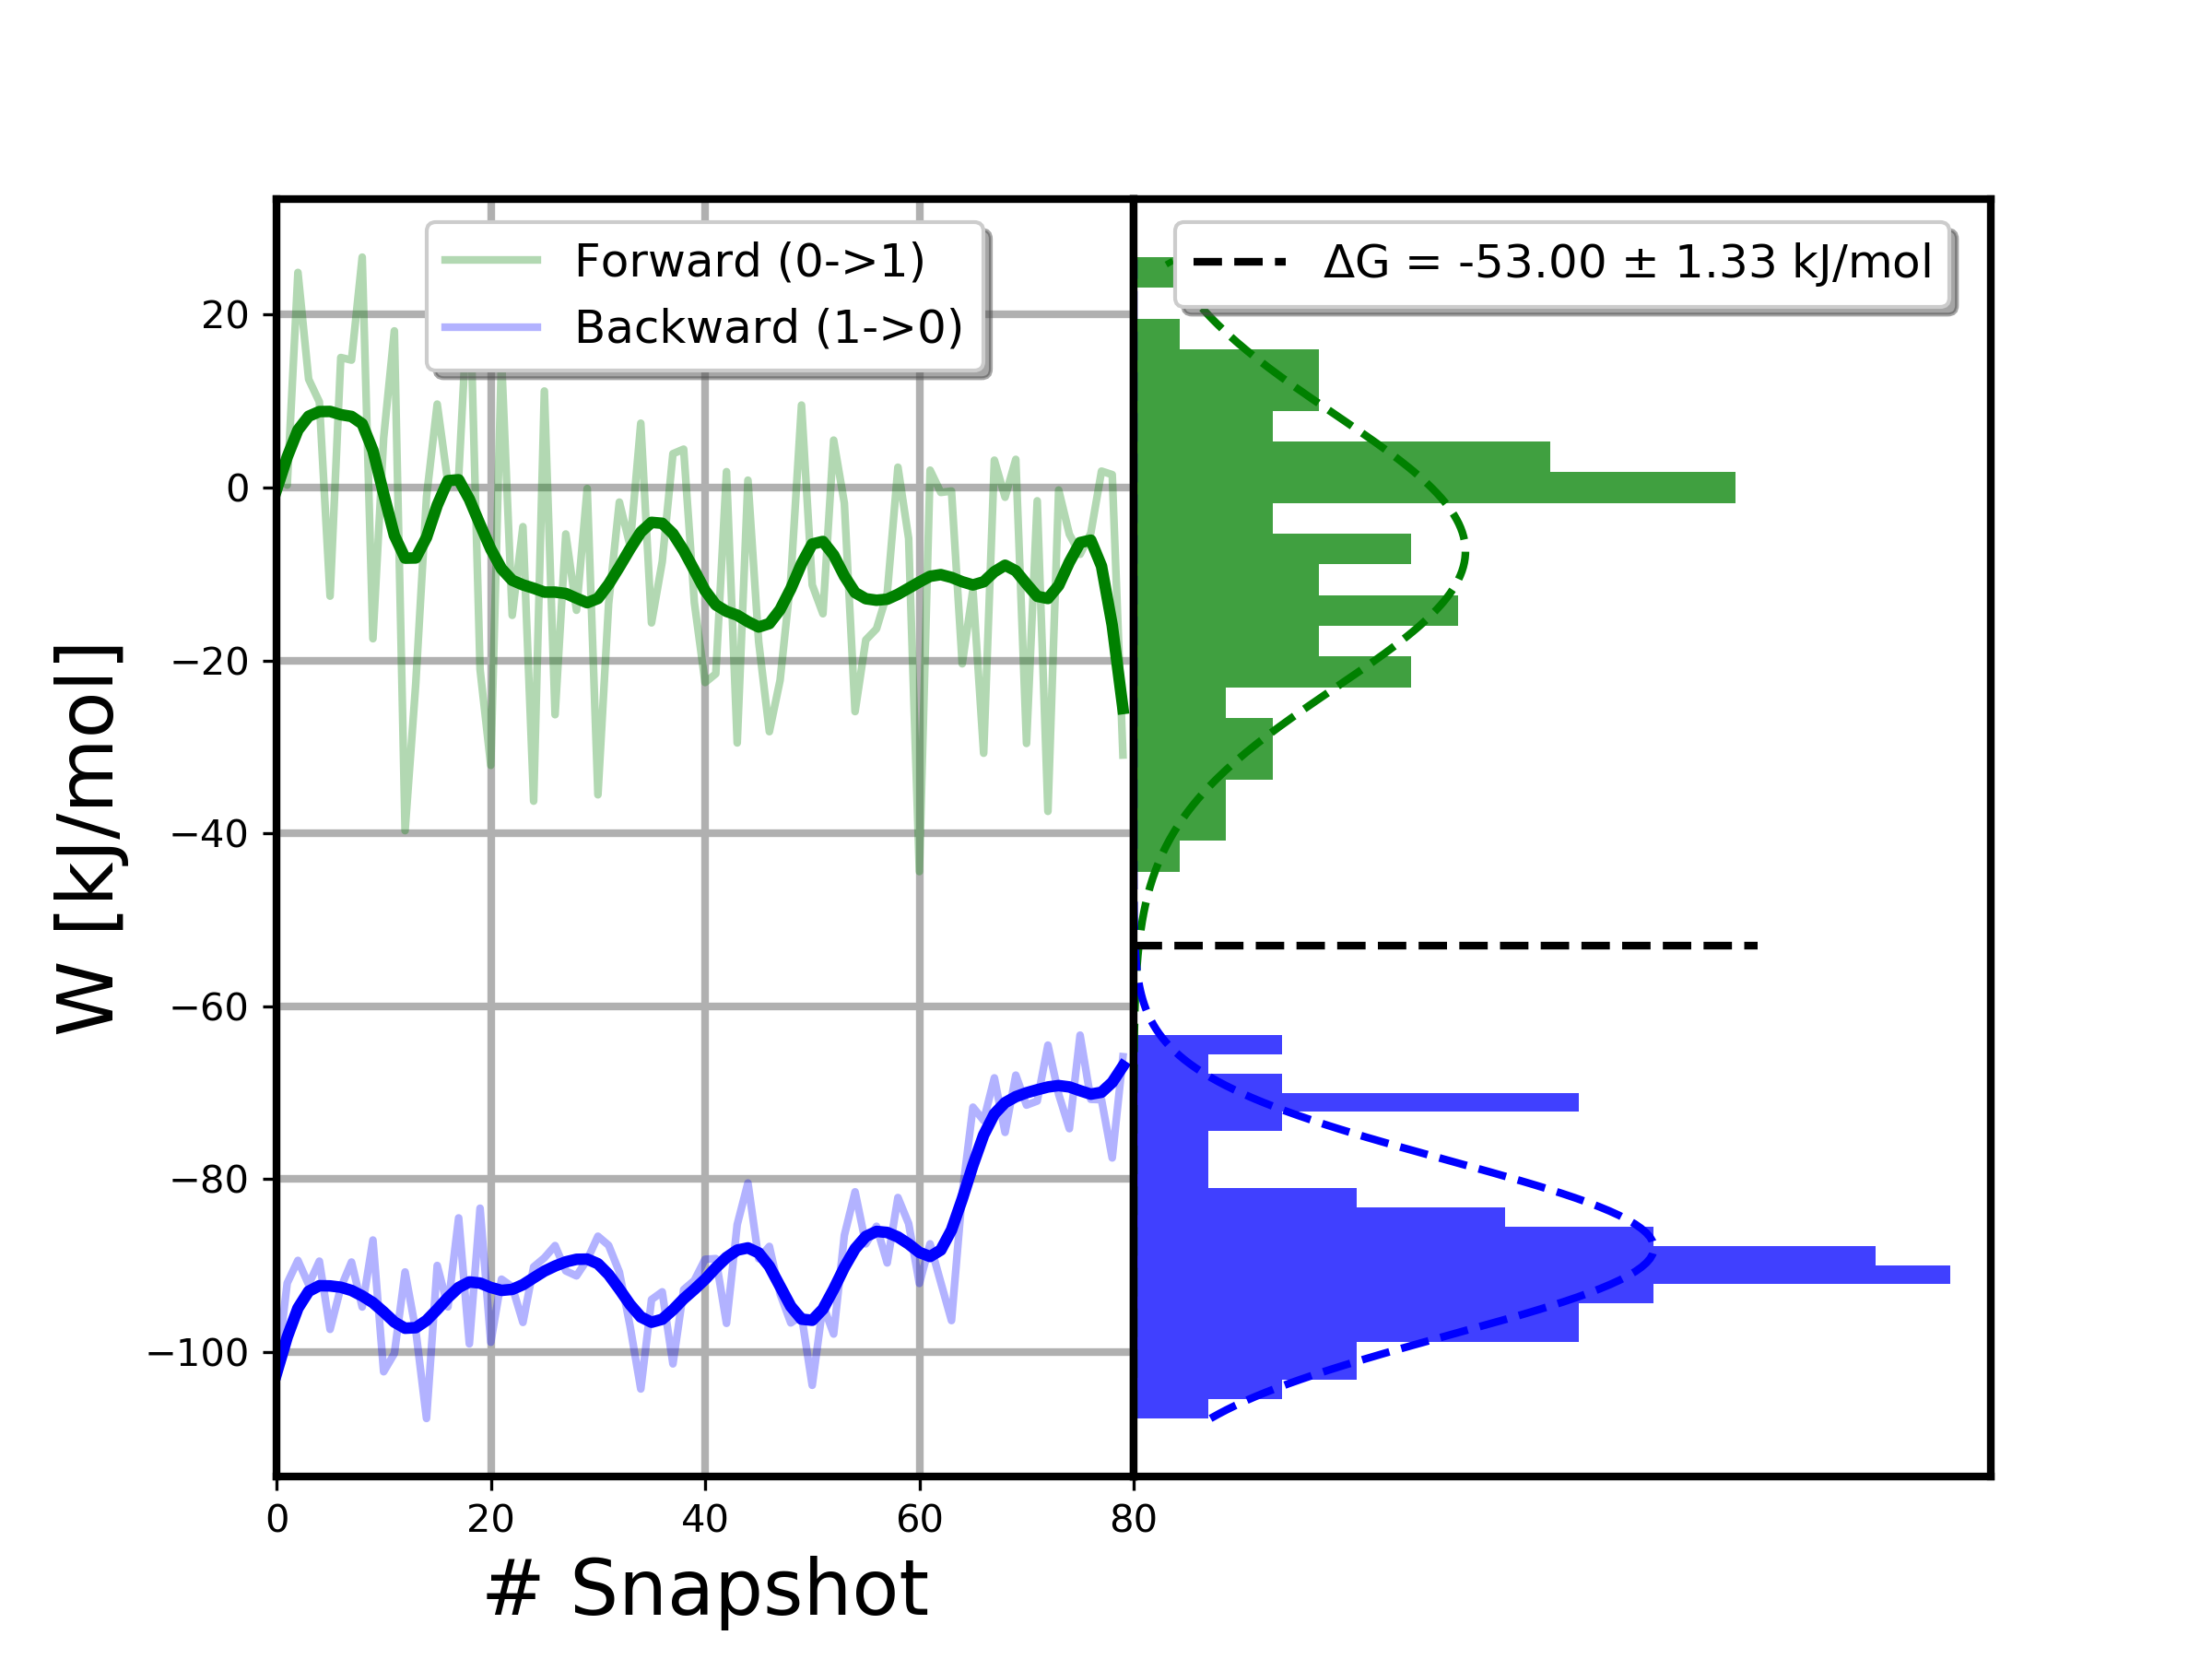 Forward (0->1)
Backward (1->0)
ΔG = -53.00 ± 1.33 kJ/mol
W [kJ/mol]
20
0
−20
−40
−60
−80
−100
0 20 40 60 80
# Snapshot